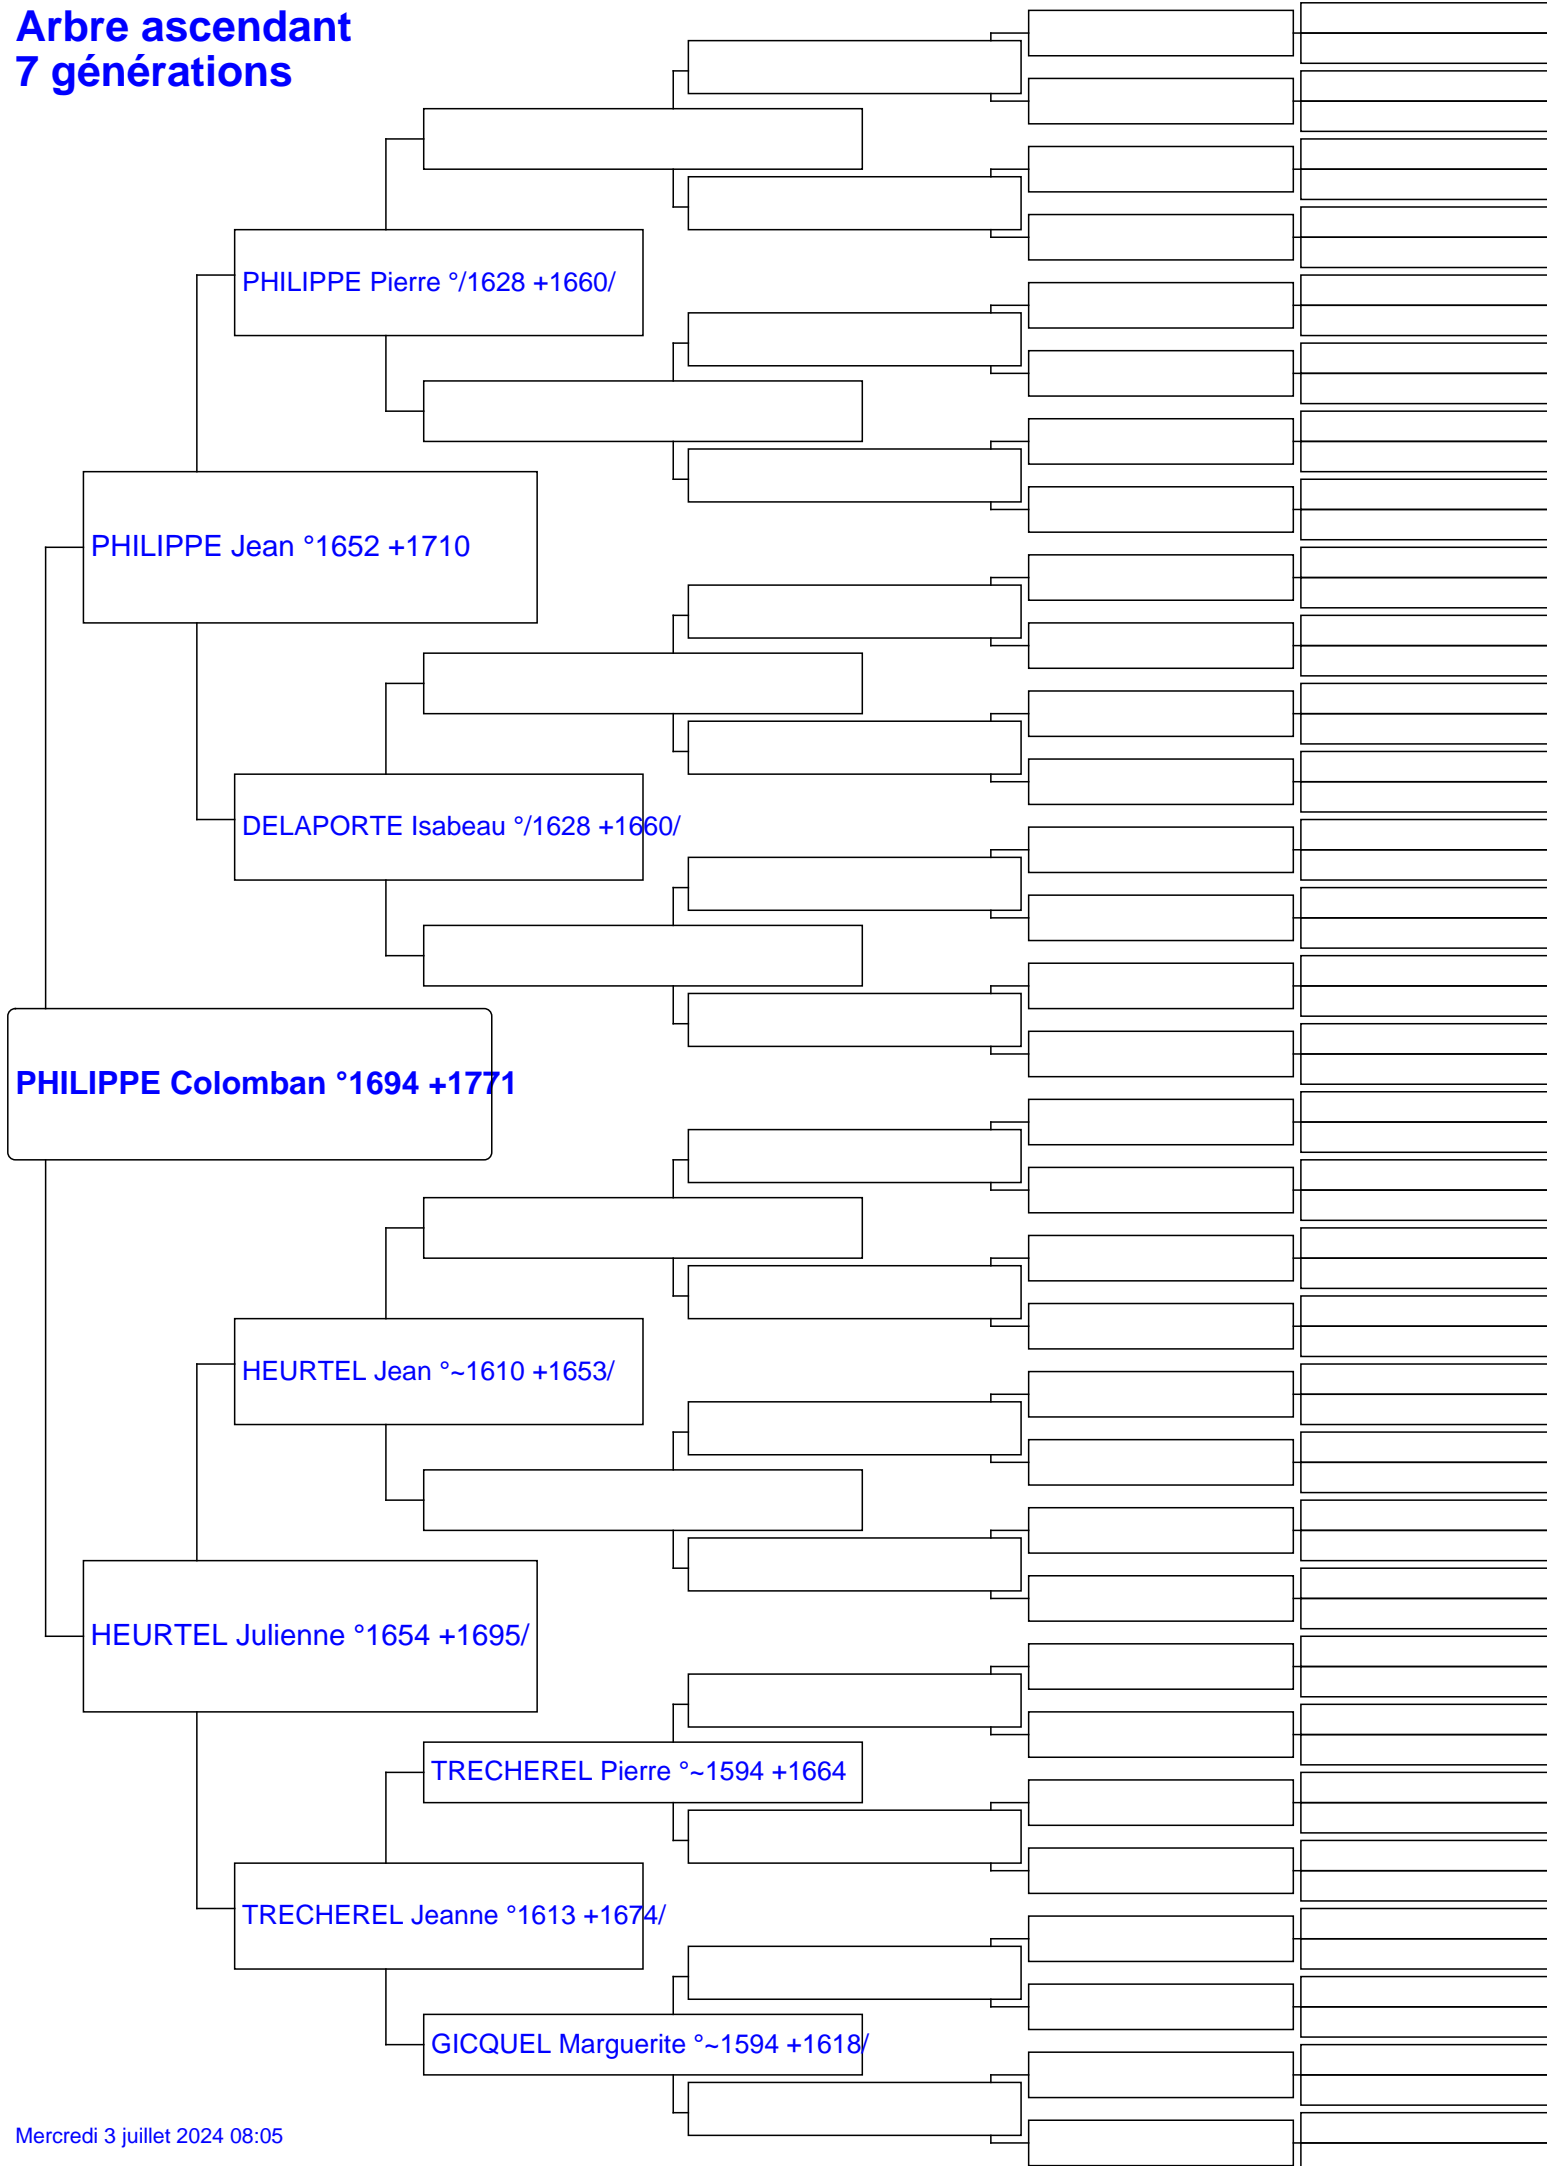 Arbre ascendant
7 générations
PHILIPPE Pierre °/1628 +1660/
PHILIPPE Jean °1652 +1710
DELAPORTE Isabeau °/1628 +1660/
PHILIPPE Colomban °1694 +1771
HEURTEL Jean °~1610 +1653/
HEURTEL Julienne °1654 +1695/
TRECHEREL Pierre °~1594 +1664
TRECHEREL Jeanne °1613 +1674/
GICQUEL Marguerite °~1594 +1618/
Mercredi 3 juillet 2024 08:05